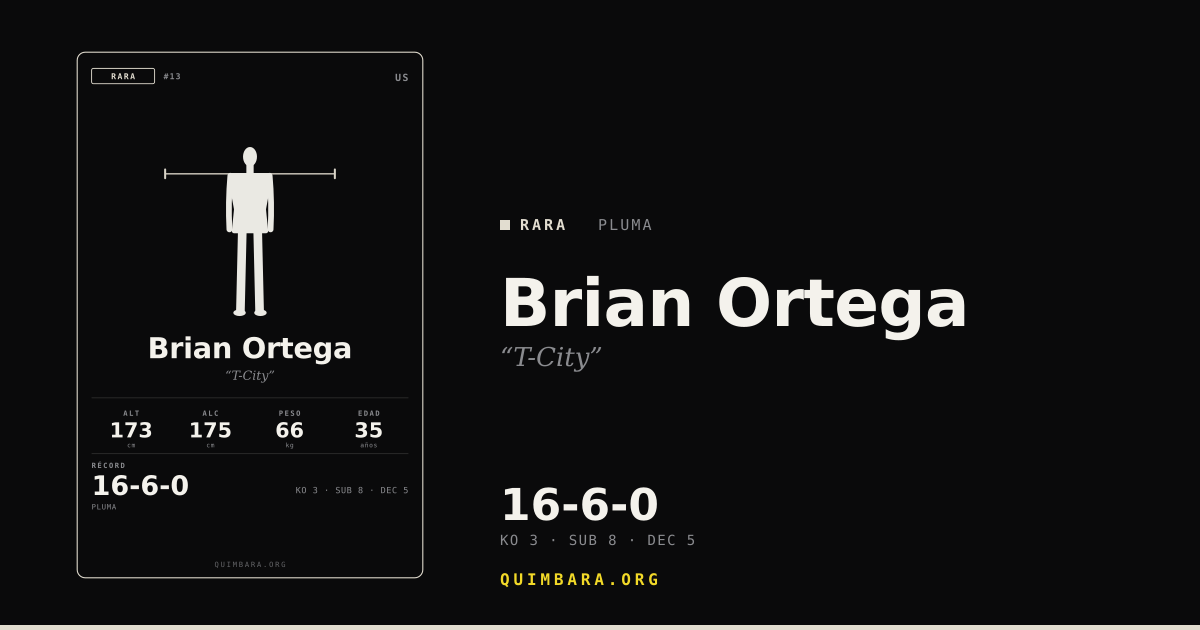 RARA #13 US
Brian Ortega
“T-City”
ALT ALC PESO EDAD
173 175 66 35
cm cm kg años
RÉCORD
16-6-0 KO 3 · SUB 8 · DEC 5
PLUMA
QUIMBARA.ORG
RARA PLUMA
Brian Ortega
“T-City”
16-6-0
KO 3 · SUB 8 · DEC 5
QUIMBARA.ORG